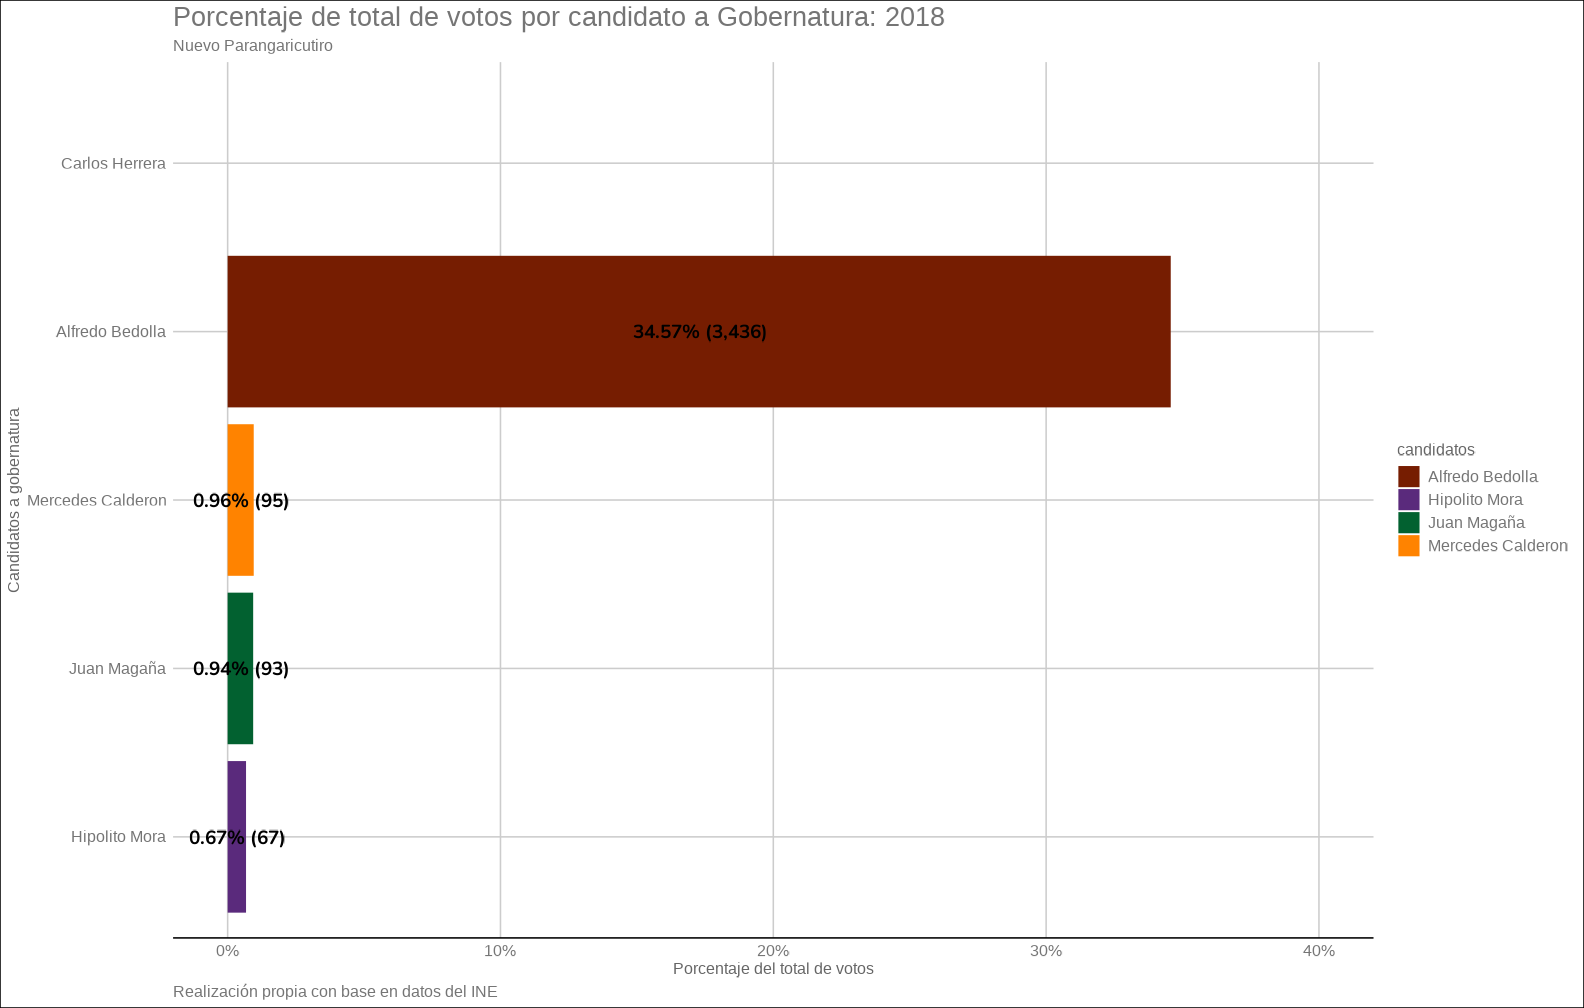 Porcentaje de total de votos por candidato a Gobernatura: 2018
Nuevo Parangaricutiro
Candidatos a gobernatura
Carlos Herrera
Alfredo Bedolla
34.57% (3,436)
Mercedes Calderon
0.96% (95)
Juan Magaña
0.94% (93)
Hipolito Mora
0.67% (67)
0%
10%
20%
30%
40%
Porcentaje del total de votos
candidatos
Alfredo Bedolla
Hipolito Mora
Juan Magaña
Mercedes Calderon
Realización propia con base en datos del INE